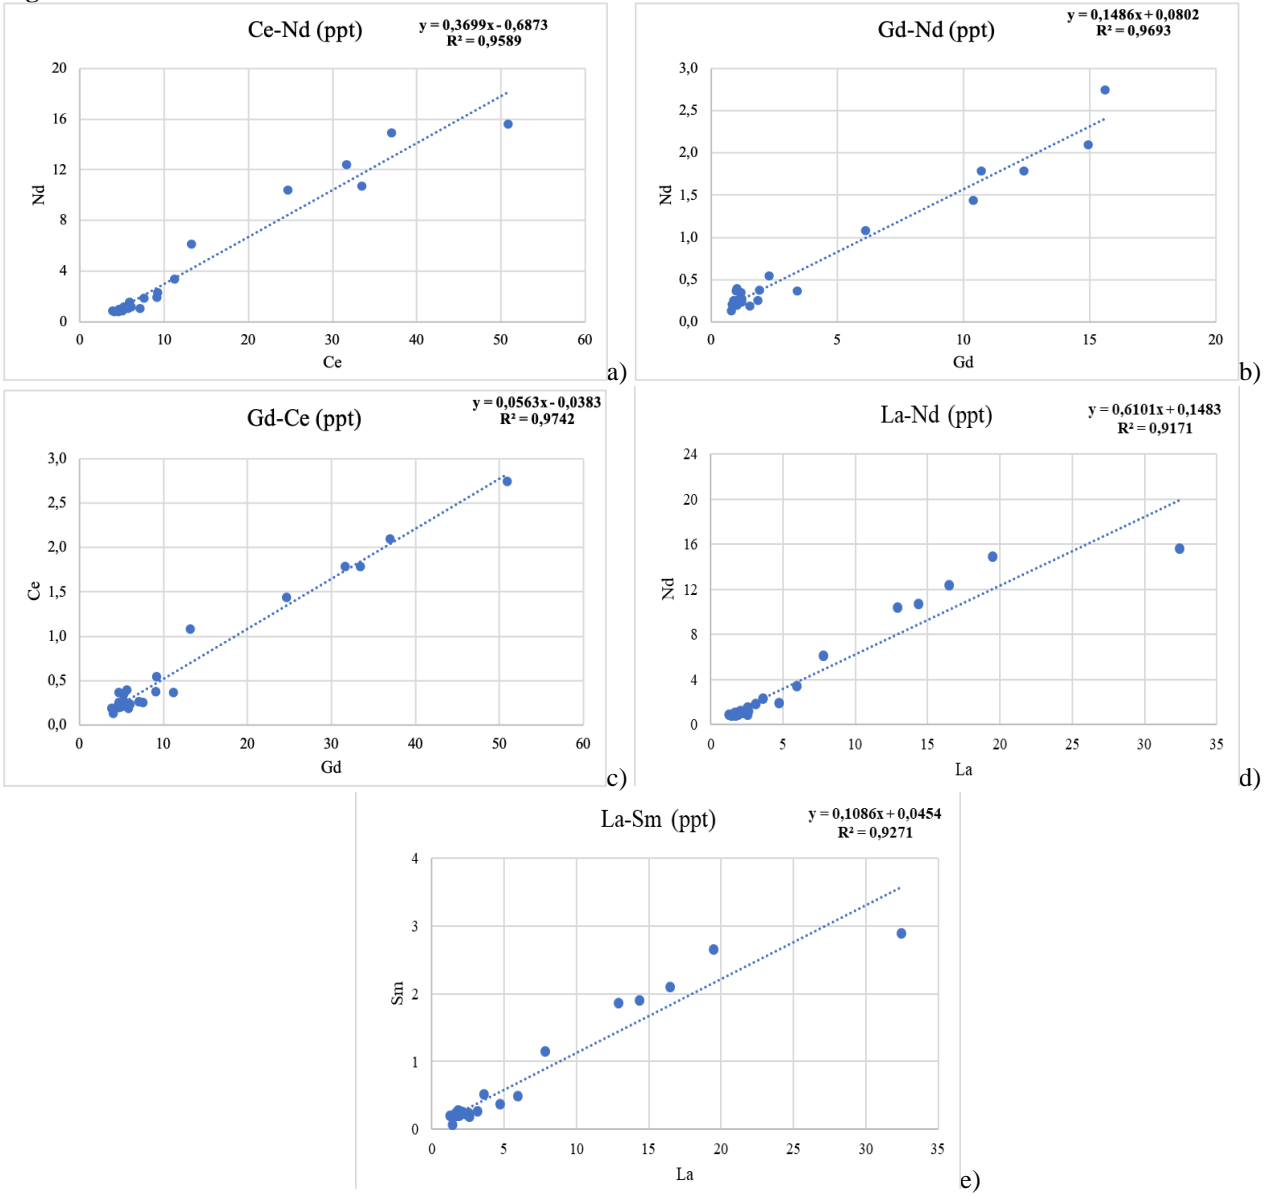 Ce-Nd (ppt)
y = 0,3699x - 0,6873
R² = 0,9589
20
16
12
8
4
0
Nd
0 10 20 30 40 50 60
Ce
a)
Gd-Nd (ppt)
y = 0,1486x + 0,0802
R² = 0,9693
3,0
2,5
2,0
1,5
1,0
0,5
0,0
Nd
0 5 10 15 20
Gd
b)
Gd-Ce (ppt)
y = 0,0563x - 0,0383
R² = 0,9742
3,0
2,5
2,0
1,5
1,0
0,5
0,0
Ce
0 10 20 30 40 50 60
Gd
c)
La-Nd (ppt)
y = 0,6101x + 0,1483
R² = 0,9171
24
20
16
12
8
4
0
Nd
0 5 10 15 20 25 30 35
La
d)
La-Sm (ppt)
y = 0,1086x + 0,0454
R² = 0,9271
4
3
2
1
0
Sm
0 5 10 15 20 25 30 35
La
e)